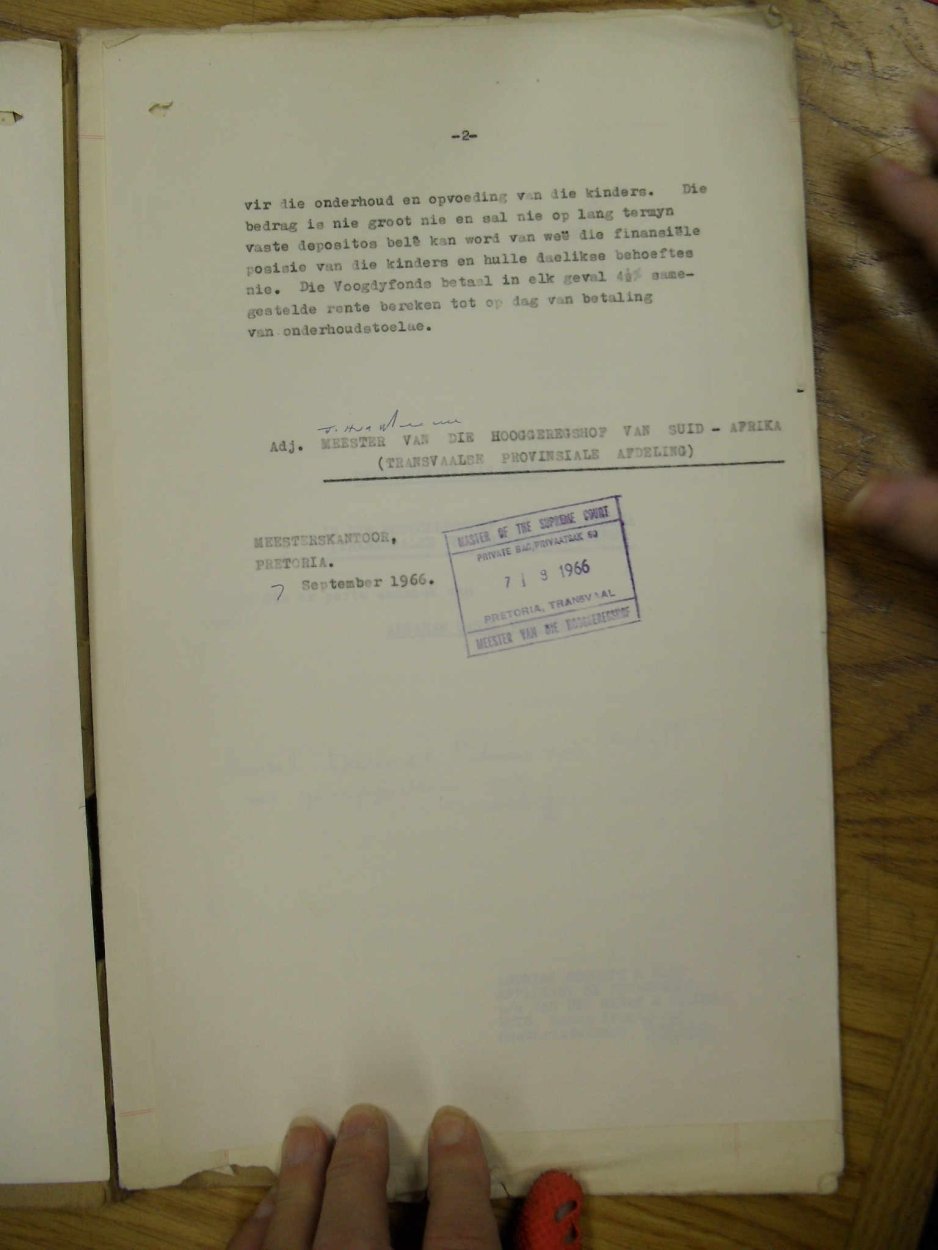 -2-
vir die onderhoud en opvoeding van die kinders. Die
bedrag is nie groot nie en sal nie op lang termyn
vaste depositos belê kan word van weë die finansiële
posisie van die kinders en hulle daelikse behoeftes
nie. Die Voogdyfonds betaal in elk geval 4½% same-
gestelde rente bereken tot op dag van betaling
van onderhoudstoelae.
Adj. MEESTER VAN DIE HOOGGEREGSHOF VAN SUID - AFRIKA
(TRANSVAALSE PROVINSIALE AFDELING)
MEESTERSKANTOOR,
PRETORIA.
7 September 1966.
MASTER OF THE SUPREME COURT
PRIVATE BAG/PRIVAATSAK 60
7 | 9 1966
PRETORIA, TRANSVAAL
MEESTER VAN DIE HOOGGEREGSHOF